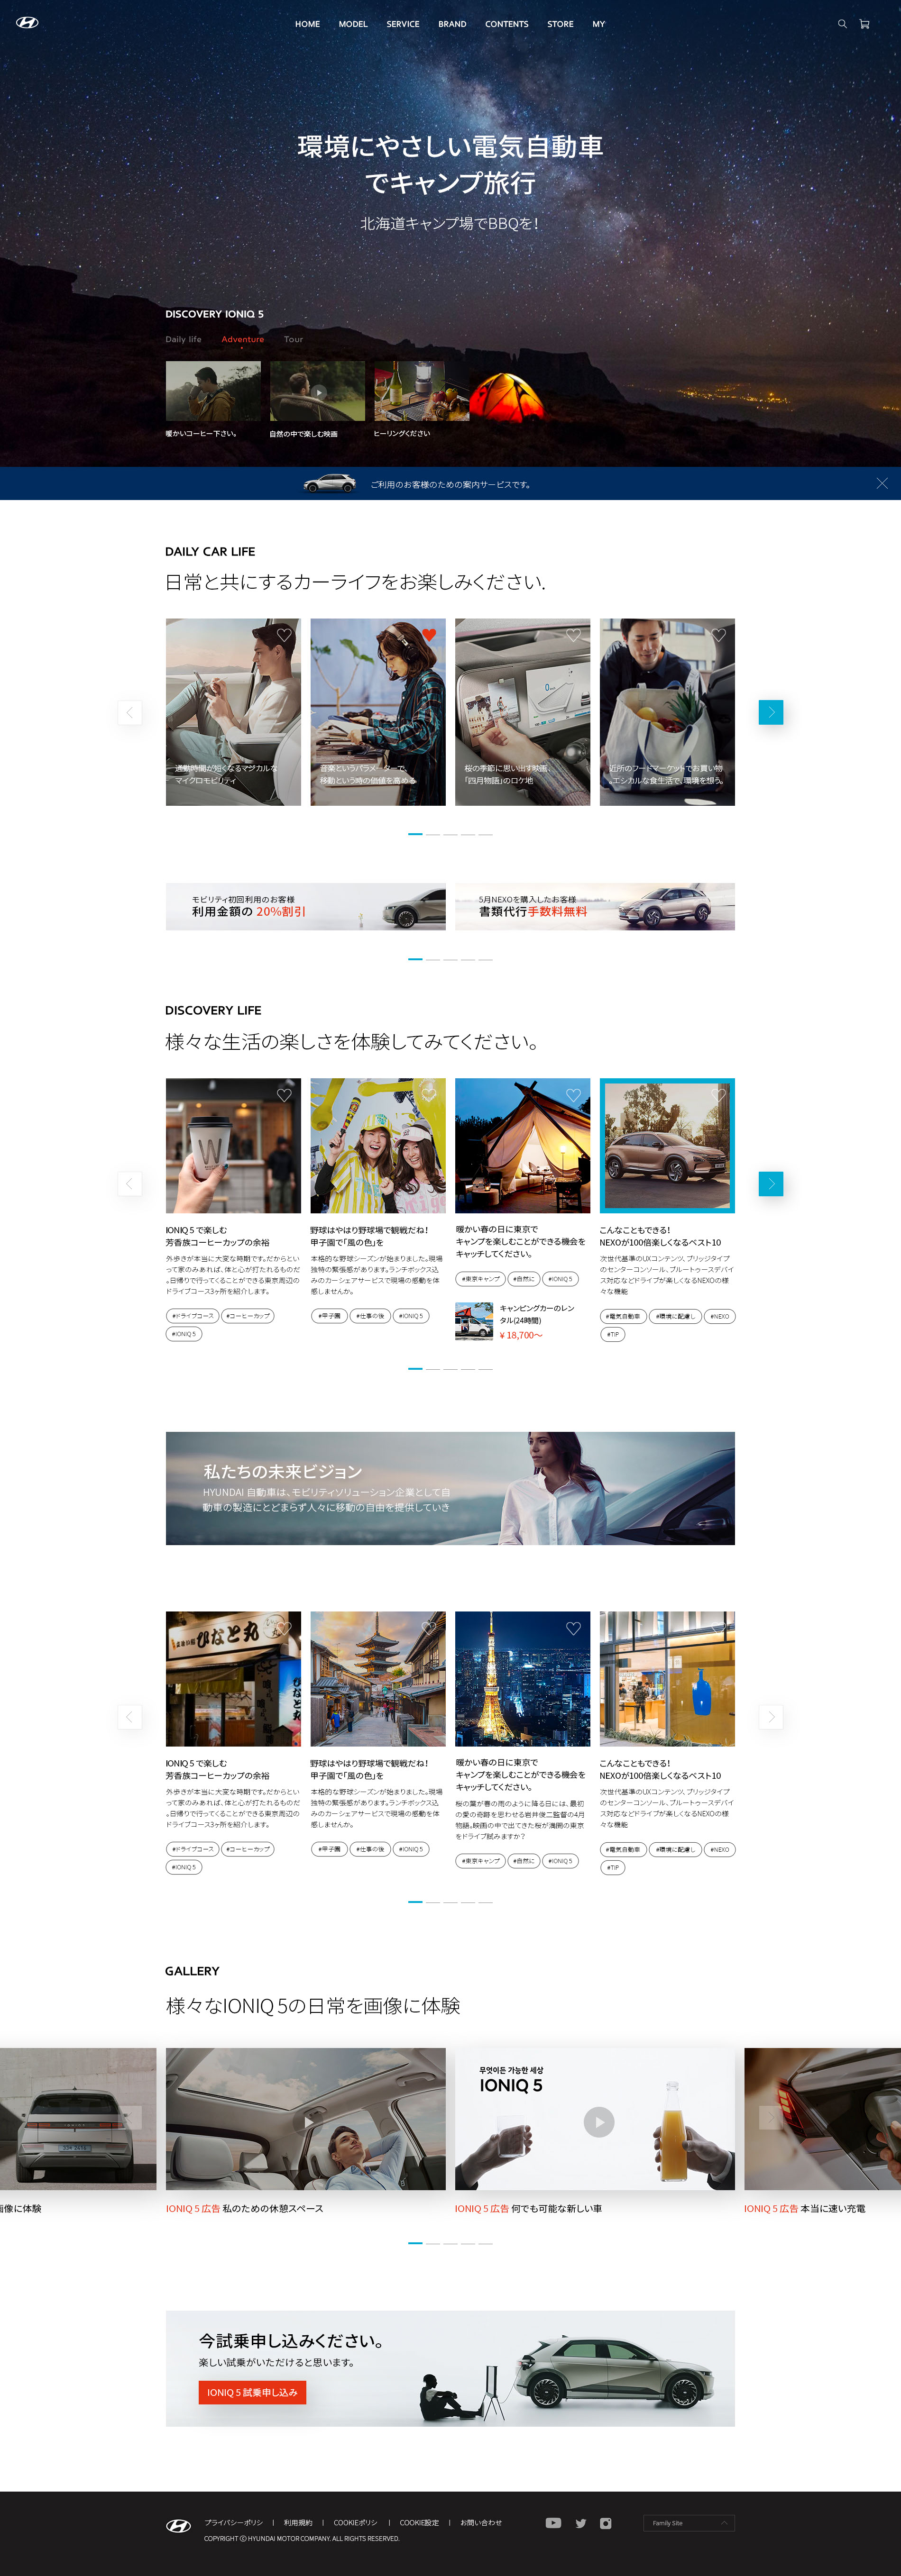 HOME MODEL SERVICE BRAND CONTENTS STORE MY
環境にやさしい電気自動車
でキャンプ旅行
北海道キャンプ場でBBQを!
DISCOVERY IONIQ 5
Daily life Adventure Tour
暖かいコーヒー下さい。 自然の中で楽しむ映画 ヒーリングください
ご利用のお客様のための案内サービスです。
DAILY CAR LIFE
日常と共にするカーライフをお楽しみください.
通勤時間が短くなるマジカルな
マイクロモビリティ
音楽というパラメーターで、
移動という時の価値を高める.
桜の季節に思い出す映画、
「四月物語」のロケ地
近所のフードマーケットでお買い物
。エシカルな食生活で、環境を想う。
モビリティ初回利用のお客様
利用金額の 20%割引
5月NEXOを購入したお客様
書類代行手数料無料
DISCOVERY LIFE
様々な生活の楽しさを体験してみてください。
IONIQ 5 で楽しむ
芳香族コーヒーカップの余裕
外歩きが本当に大変な時期です。だからとい
って家のみあれば、体と心が打たれるものだ
。日帰りで行ってくることができる東京周辺の
ドライブコース3ヶ所を紹介します。
#ドライブコース #コーヒーカップ
#IONIQ 5
野球はやはり野球場で観戦だね!
甲子園で「風の色」を
本格的な野球シーズンが始まりました。現場
独特の緊張感があります。ランチボックス込
みのカーシェアサービスで現場の感動を体
感しませんか。
#甲子園 #仕事の後 #IONIQ 5
暖かい春の日に東京で
キャンプを楽しむことができる機会を
キャッチしてください。
#東京キャンプ #自然に #IONIQ 5
キャンピングカーのレン
タル(24時間)
¥ 18,700〜
こんなこともできる!
NEXOが100倍楽しくなるベスト10
次世代基準のUXコンテンツ、ブリッジタイプ
のセンターコンソール、ブルートゥースデバイ
ス対応などドライブが楽しくなるNEXOの様
々な機能
#電気自動車 #環境に配慮し #NEXO
#TIP
私たちの未来ビジョン
HYUNDAI 自動車は、モビリティソリューション企業として自
動車の製造にとどまらず人々に移動の自由を提供していき
IONIQ 5 で楽しむ
芳香族コーヒーカップの余裕
外歩きが本当に大変な時期です。だからとい
って家のみあれば、体と心が打たれるものだ
。日帰りで行ってくることができる東京周辺の
ドライブコース3ヶ所を紹介します。
#ドライブコース #コーヒーカップ
#IONIQ 5
野球はやはり野球場で観戦だね!
甲子園で「風の色」を
本格的な野球シーズンが始まりました。現場
独特の緊張感があります。ランチボックス込
みのカーシェアサービスで現場の感動を体
感しませんか。
#甲子園 #仕事の後 #IONIQ 5
暖かい春の日に東京で
キャンプを楽しむことができる機会を
キャッチしてください。
桜の葉が春の雨のように降る日には、最初
の愛の奇跡を思わせる岩井俊二監督の4月
物語。映画の中で出てきた桜が満開の東京
をドライブ試みますか?
#東京キャンプ #自然に #IONIQ 5
こんなこともできる!
NEXOが100倍楽しくなるベスト10
次世代基準のUXコンテンツ、ブリッジタイプ
のセンターコンソール、ブルートゥースデバイ
ス対応などドライブが楽しくなるNEXOの様
々な機能
#電気自動車 #環境に配慮し #NEXO
#TIP
GALLERY
様々なIONIQ 5の日常を画像に体験
무엇이든 가능한 세상
IONIQ 5
画像に体験
IONIQ 5 広告 私のための休憩スペース
IONIQ 5 広告 何でも可能な新しい車
IONIQ 5 広告 本当に速い充電
今試乗申し込みください。
楽しい試乗がいただけると思います。
IONIQ 5 試乗申し込み
プライバシーポリシ | 利用規約 | COOKIEポリシ | COOKIE設定 | お問い合わせ
Family Site
COPYRIGHT ⓒ HYUNDAI MOTOR COMPANY. ALL RIGHTS RESERVED.